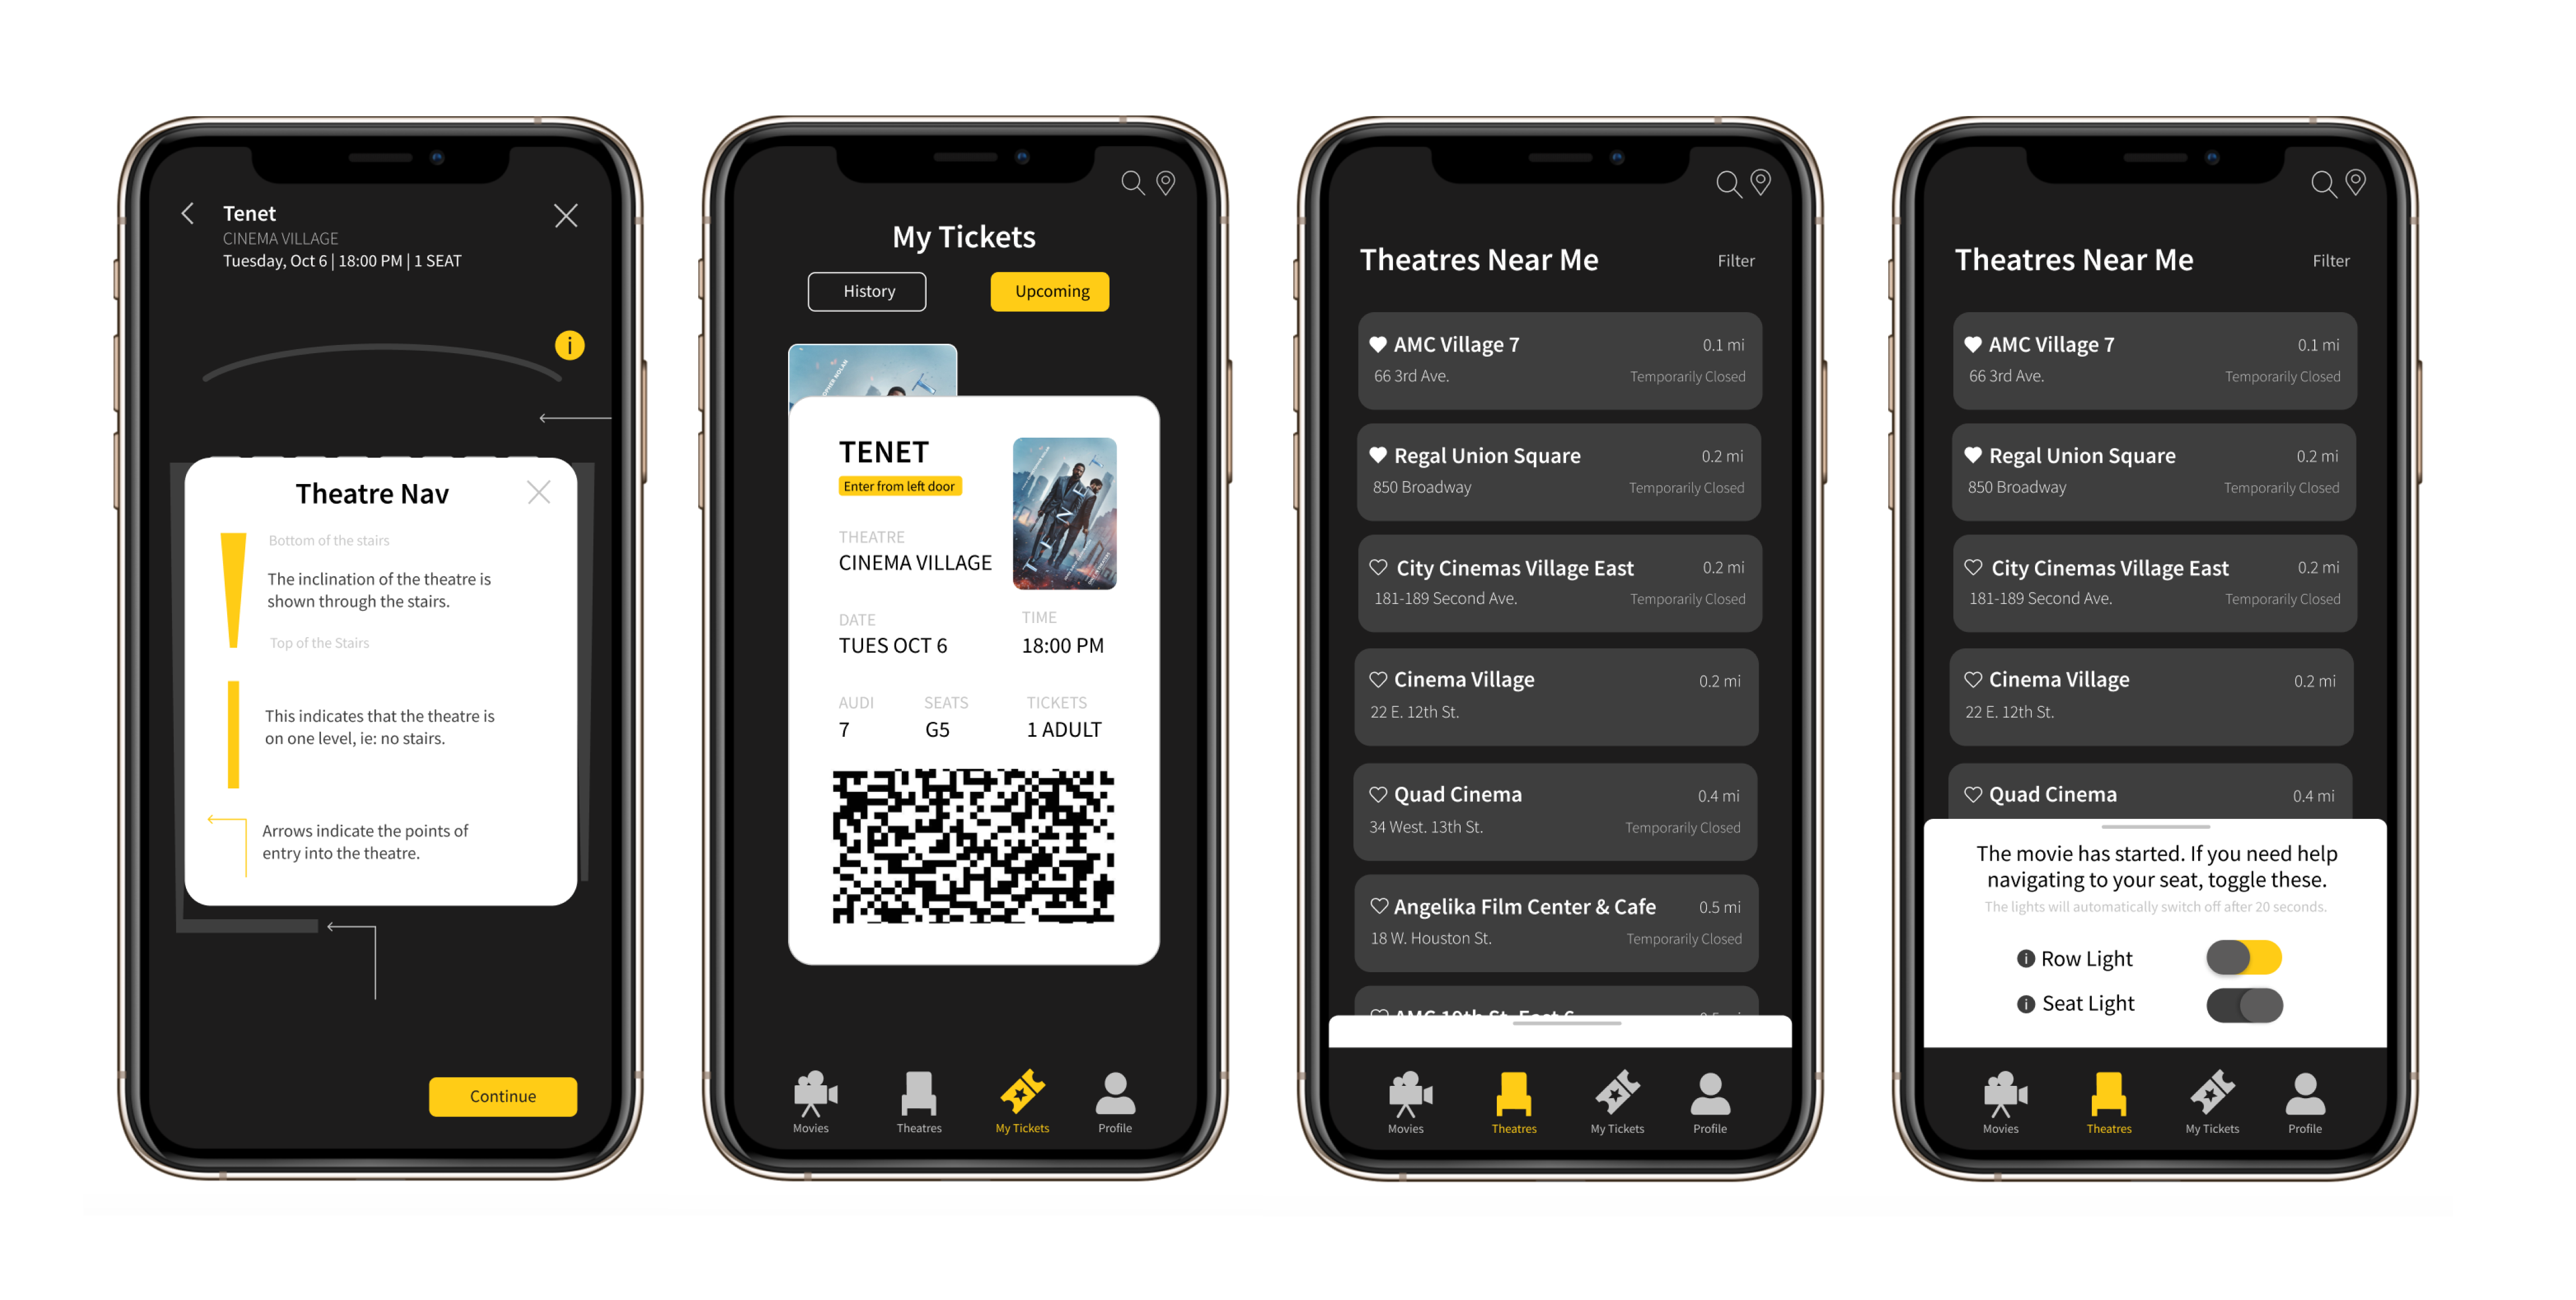 Tenet
CINEMA VILLAGE
Tuesday, Oct 6 | 18:00 PM | 1 SEAT
i
Theatre Nav
Bottom of the stairs
The inclination of the theatre is
shown through the stairs.
Top of the Stairs
This indicates that the theatre is
on one level, ie: no stairs.
Arrows indicate the points of
entry into the theatre.
Continue
My Tickets
History
Upcoming
TENET
Enter from left door
THEATRE
CINEMA VILLAGE
DATE
TIME
TUES OCT 6
18:00 PM
AUDI
SEATS
TICKETS
7
G5
1 ADULT
Movies
Theatres
My Tickets
Profile
Theatres Near Me
Filter
AMC Village 7
0.1 mi
66 3rd Ave.
Temporarily Closed
Regal Union Square
0.2 mi
850 Broadway
Temporarily Closed
City Cinemas Village East
0.2 mi
181-189 Second Ave.
Temporarily Closed
Cinema Village
0.2 mi
22 E. 12th St.
Quad Cinema
0.4 mi
34 West. 13th St.
Temporarily Closed
Angelika Film Center & Cafe
0.5 mi
18 W. Houston St.
Temporarily Closed
Movies
Theatres
My Tickets
Profile
Theatres Near Me
Filter
AMC Village 7
0.1 mi
66 3rd Ave.
Temporarily Closed
Regal Union Square
0.2 mi
850 Broadway
Temporarily Closed
City Cinemas Village East
0.2 mi
181-189 Second Ave.
Temporarily Closed
Cinema Village
0.2 mi
22 E. 12th St.
Quad Cinema
0.4 mi
The movie has started. If you need help
navigating to your seat, toggle these.
The lights will automatically switch off after 20 seconds.
i Row Light
i Seat Light
Movies
Theatres
My Tickets
Profile